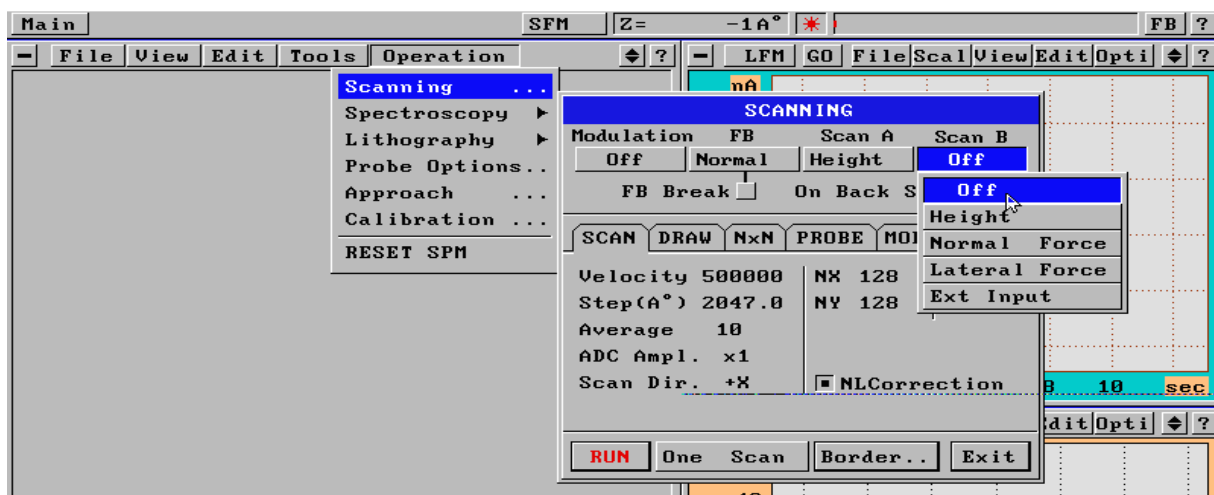 Main SFM Z= -1A° FB ?
File View Edit Tools Operation ? LFM GO File Scal View Edit Opti ?
Scanning ...
Spectroscopy
Lithography
Probe Options..
Approach ...
Calibration ...
RESET SPM
nA
SCANNING
Modulation FB Scan A Scan B
Off Normal Height Off
FB Break On Back S
Off
Height
Normal Force
Lateral Force
Ext Input
SCAN DRAW NxN PROBE MO
Velocity 500000 NX 128
Step(A°) 2047.0 NY 128
Average 10
ADC Ampl. x1
Scan Dir. +X NLCorrection
10 sec
dit Opti ?
RUN One Scan Border.. Exit